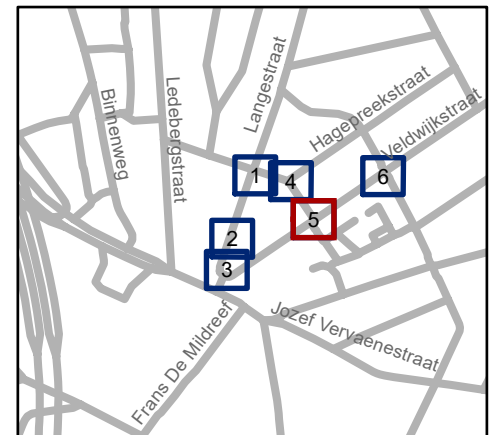 Binnenweg
Ledebergstraat
Langestraat
Hagepreekstraat
Veldwijkstraat
1
4
6
5
2
3
Jozef Vervaenestraat
Frans De Mildreef